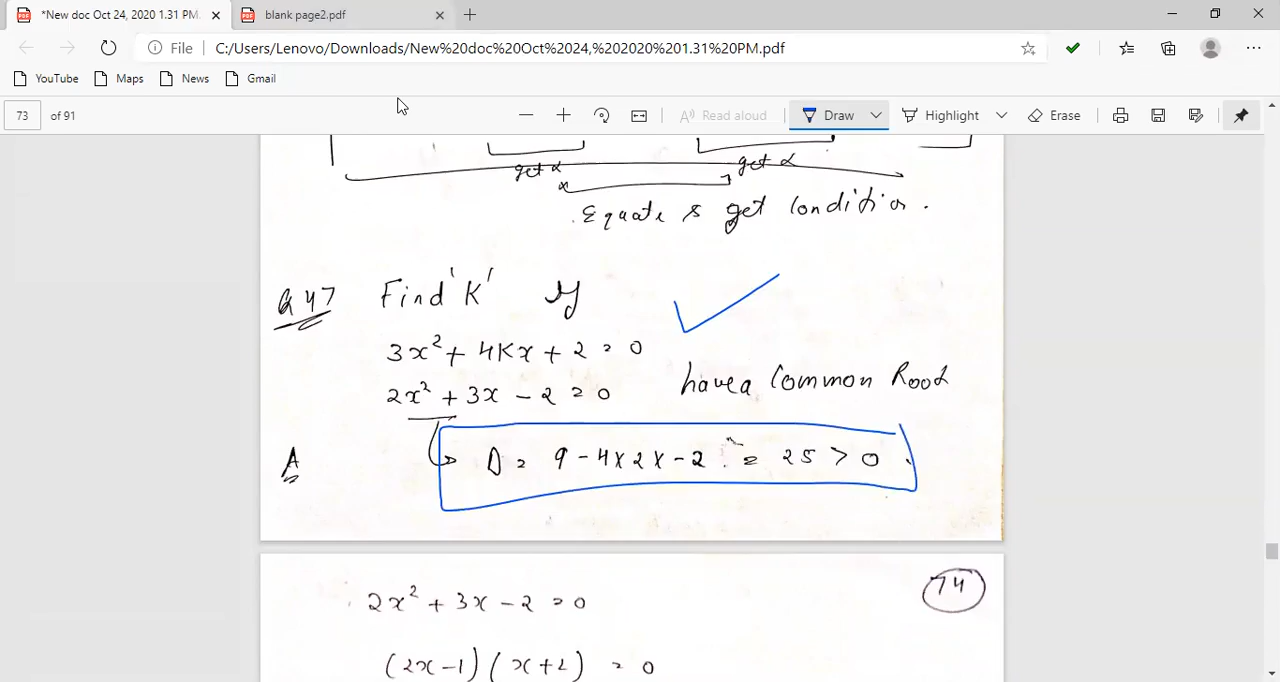 *New doc Oct 24, 2020 1.31 PM.
blank page2.pdf
File C:/Users/Lenovo/Downloads/New%20doc%20Oct%2024,%202020%201.31%20PM.pdf
YouTube Maps News Gmail
73 of 91 Read aloud Draw Highlight Erase
get α get α
Equate & get condition.
Q 47 Find 'K' If
3x² + 4Kx + 2 = 0
have a Common Root
2x² + 3x - 2 = 0
A D = 9 - 4x2x-2 = 25 > 0
74
2x² + 3x - 2 = 0
(2x-1)(x+2) = 0